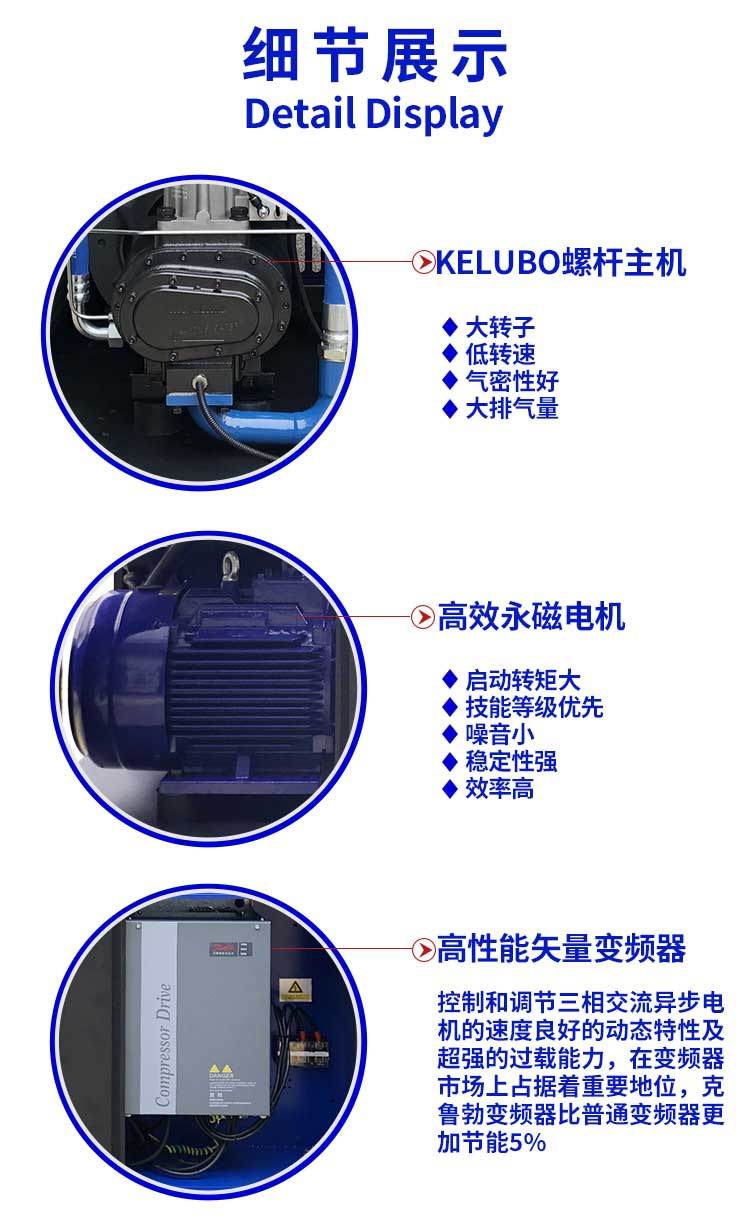 细节展示
Detail Display
KELUBO螺杆主机
♦ 大转子
♦ 低转速
♦ 气密性好
♦ 大排气量
高效永磁电机
♦ 启动转矩大
♦ 技能等级优先
♦ 噪音小
♦ 稳定性强
♦ 效率高
高性能矢量变频器
控制和调节三相交流异步电
机的速度良好的动态特性及
超强的过载能力，在变频器
市场上占据着重要地位，克
鲁勃变频器比普通变频器更
加节能5%
Danfoss
Compressor Drive
DANGER